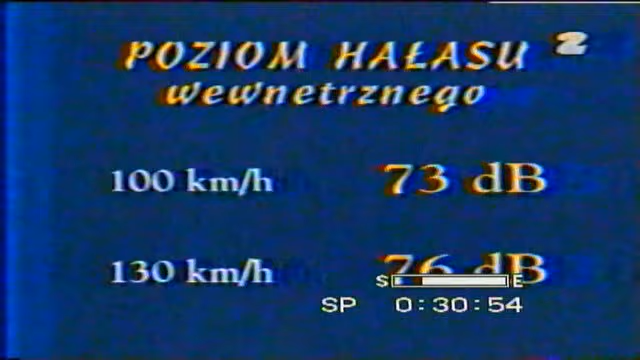 POZIOM HAŁASU 2
wewnetrznego
100 km/h 73 dB
130 km/h 76 dB
S E
SP 0:30:54